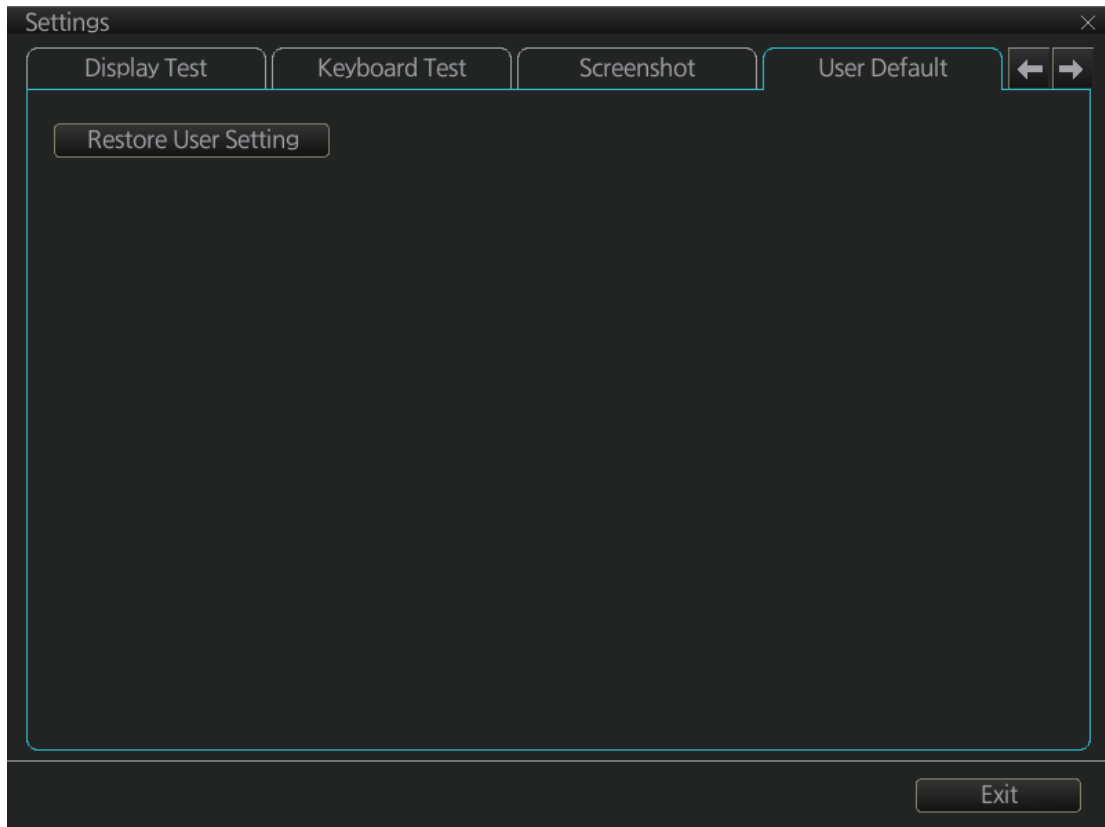 Settings
Display Test
Keyboard Test
Screenshot
User Default
Restore User Setting
Exit